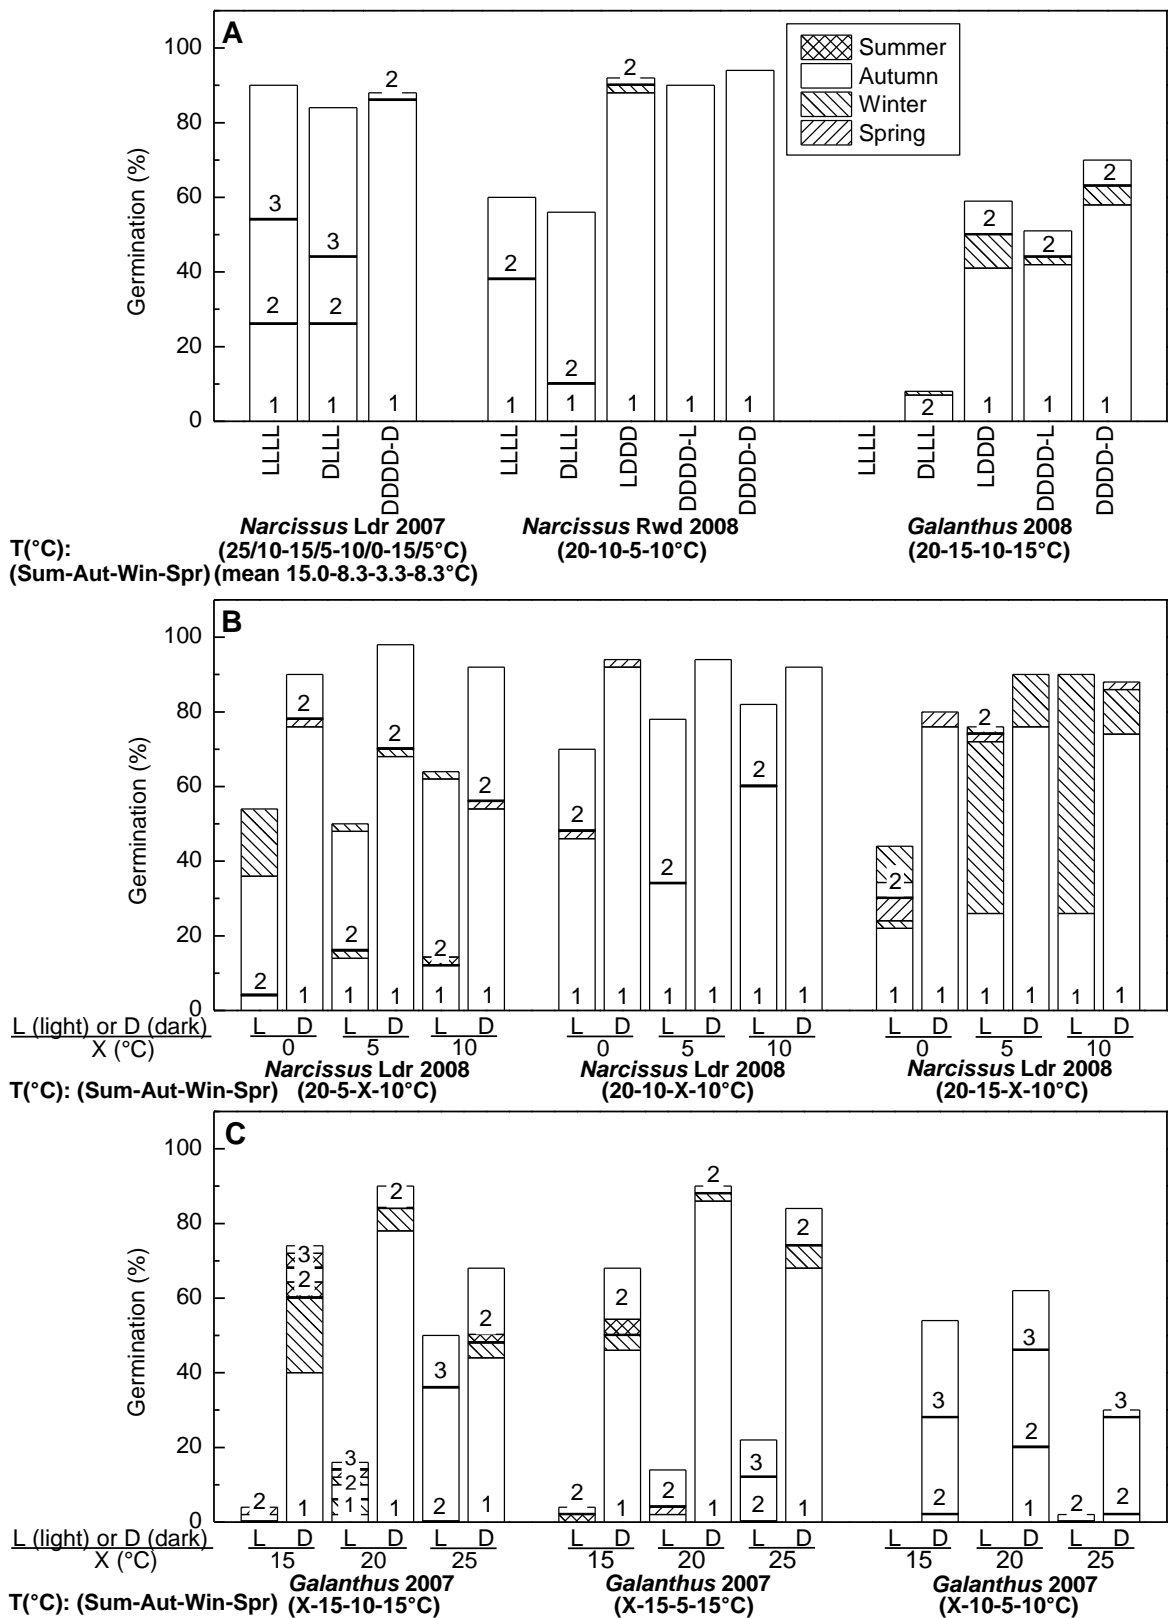 A
100
80
60
40
20
0
Germination (%)
Summer
Autumn
Winter
Spring
3 2 1
3 2 1
2 1
2 1
2 1
2 1
1
1
2
2 1
2 1
2 1
LLLL DLLL DDDD-D LLLL DLLL LDDD DDDD-L DDDD-D LLLL DLLL LDDD DDDD-L DDDD-D
Narcissus Ldr 2007 Narcissus Rwd 2008 Galanthus 2008
T(°C): (25/10-15/5-10/0-15/5°C) (20-10-5-10°C) (20-15-10-15°C)
(Sum-Aut-Win-Spr) (mean 15.0-8.3-3.3-8.3°C)
B
100
80
60
40
20
0
Germination (%)
2
2 1
2 1
2 1
2 1
2 1
2 1
1
2 1
1
2 1
1
2 1
1
2 1
1
1
1
L (light) or D (dark) L D L D L D L D L D L D L D L D L D
X (°C) 0 5 10 0 5 10 0 5 10
Narcissus Ldr 2008 Narcissus Ldr 2008 Narcissus Ldr 2008
T(°C): (Sum-Aut-Win-Spr) (20-5-X-10°C) (20-10-X-10°C) (20-15-X-10°C)
C
100
80
60
40
20
0
Germination (%)
2
3 2 1
3 2 1
2 1
3 2
2 1
2
2 1
2
2 1
3 2
2 1
3 2
3 2 1
2
3 2
L (light) or D (dark) L D L D L D L D L D L D L D L D L D
X (°C) 15 20 25 15 20 25 15 20 25
Galanthus 2007 Galanthus 2007 Galanthus 2007
T(°C): (Sum-Aut-Win-Spr) (X-15-10-15°C) (X-15-5-15°C) (X-10-5-10°C)